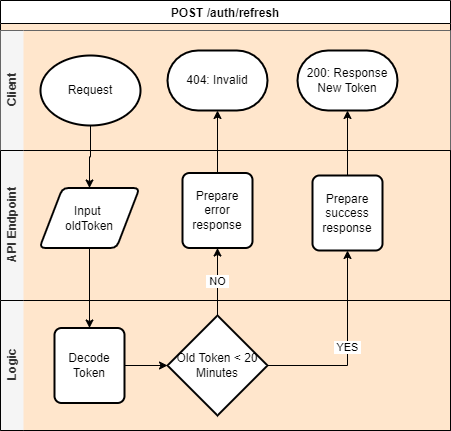 POST /auth/refresh
Client
Request
404: Invalid
200: Response
New Token
API Endpoint
Input
oldToken
Prepare
error
response
Prepare
success
response
NO
YES
Logic
Decode
Token
Old Token < 20
Minutes